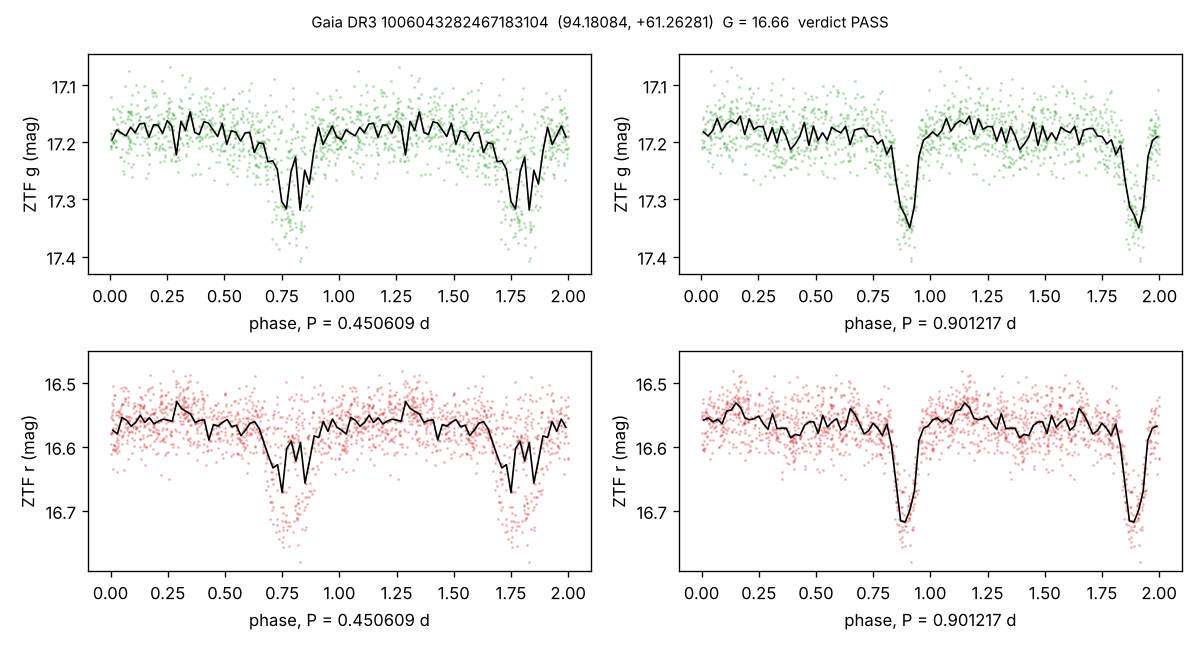 Gaia DR3 1006043282467183104 (94.18084, +61.26281) G = 16.66 verdict PASS
17.1
17.2
17.3
17.4
ZTF g (mag)
0.00 0.25 0.50 0.75 1.00 1.25 1.50 1.75 2.00
phase, P = 0.450609 d
17.1
17.2
17.3
17.4
ZTF g (mag)
0.00 0.25 0.50 0.75 1.00 1.25 1.50 1.75 2.00
phase, P = 0.901217 d
16.5
16.6
16.7
ZTF r (mag)
0.00 0.25 0.50 0.75 1.00 1.25 1.50 1.75 2.00
phase, P = 0.450609 d
16.5
16.6
16.7
ZTF r (mag)
0.00 0.25 0.50 0.75 1.00 1.25 1.50 1.75 2.00
phase, P = 0.901217 d